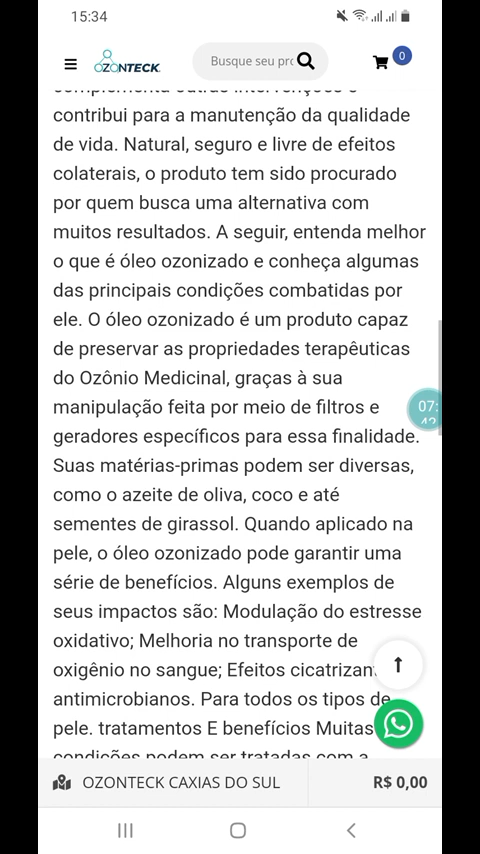 15:34
OZONTECK
Busque seu pro
0
contribui para a manutenção da qualidade
de vida. Natural, seguro e livre de efeitos
colaterais, o produto tem sido procurado
por quem busca uma alternativa com
muitos resultados. A seguir, entenda melhor
o que é óleo ozonizado e conheça algumas
das principais condições combatidas por
ele. O óleo ozonizado é um produto capaz
de preservar as propriedades terapêuticas
do Ozônio Medicinal, graças à sua
manipulação feita por meio de filtros e
07:
geradores específicos para essa finalidade.
Suas matérias-primas podem ser diversas,
como o azeite de oliva, coco e até
sementes de girassol. Quando aplicado na
pele, o óleo ozonizado pode garantir uma
série de benefícios. Alguns exemplos de
seus impactos são: Modulação do estresse
oxidativo; Melhoria no transporte de
oxigênio no sangue; Efeitos cicatrizan
antimicrobianos. Para todos os tipos de
pele. tratamentos E benefícios Muitas
condições podem ser tratadas com a
OZONTECK CAXIAS DO SUL
R$ 0,00